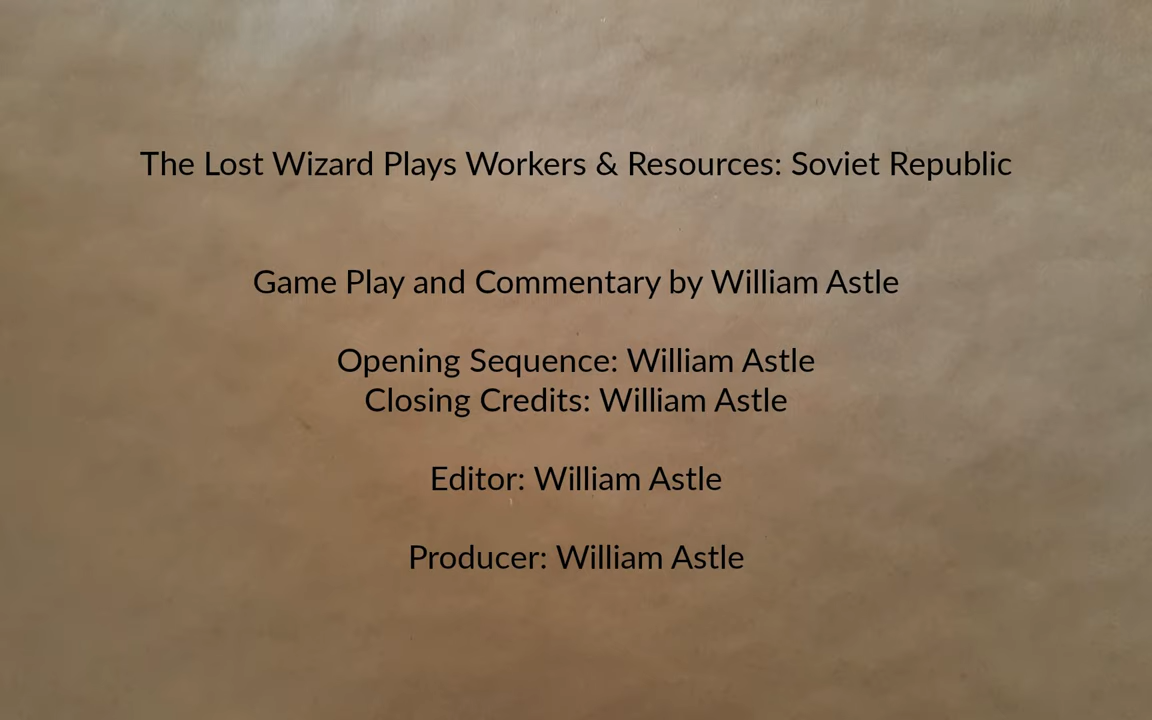 The Lost Wizard Plays Workers & Resources: Soviet Republic
Game Play and Commentary by William Astle
Opening Sequence: William Astle
Closing Credits: William Astle
Editor: William Astle
Producer: William Astle